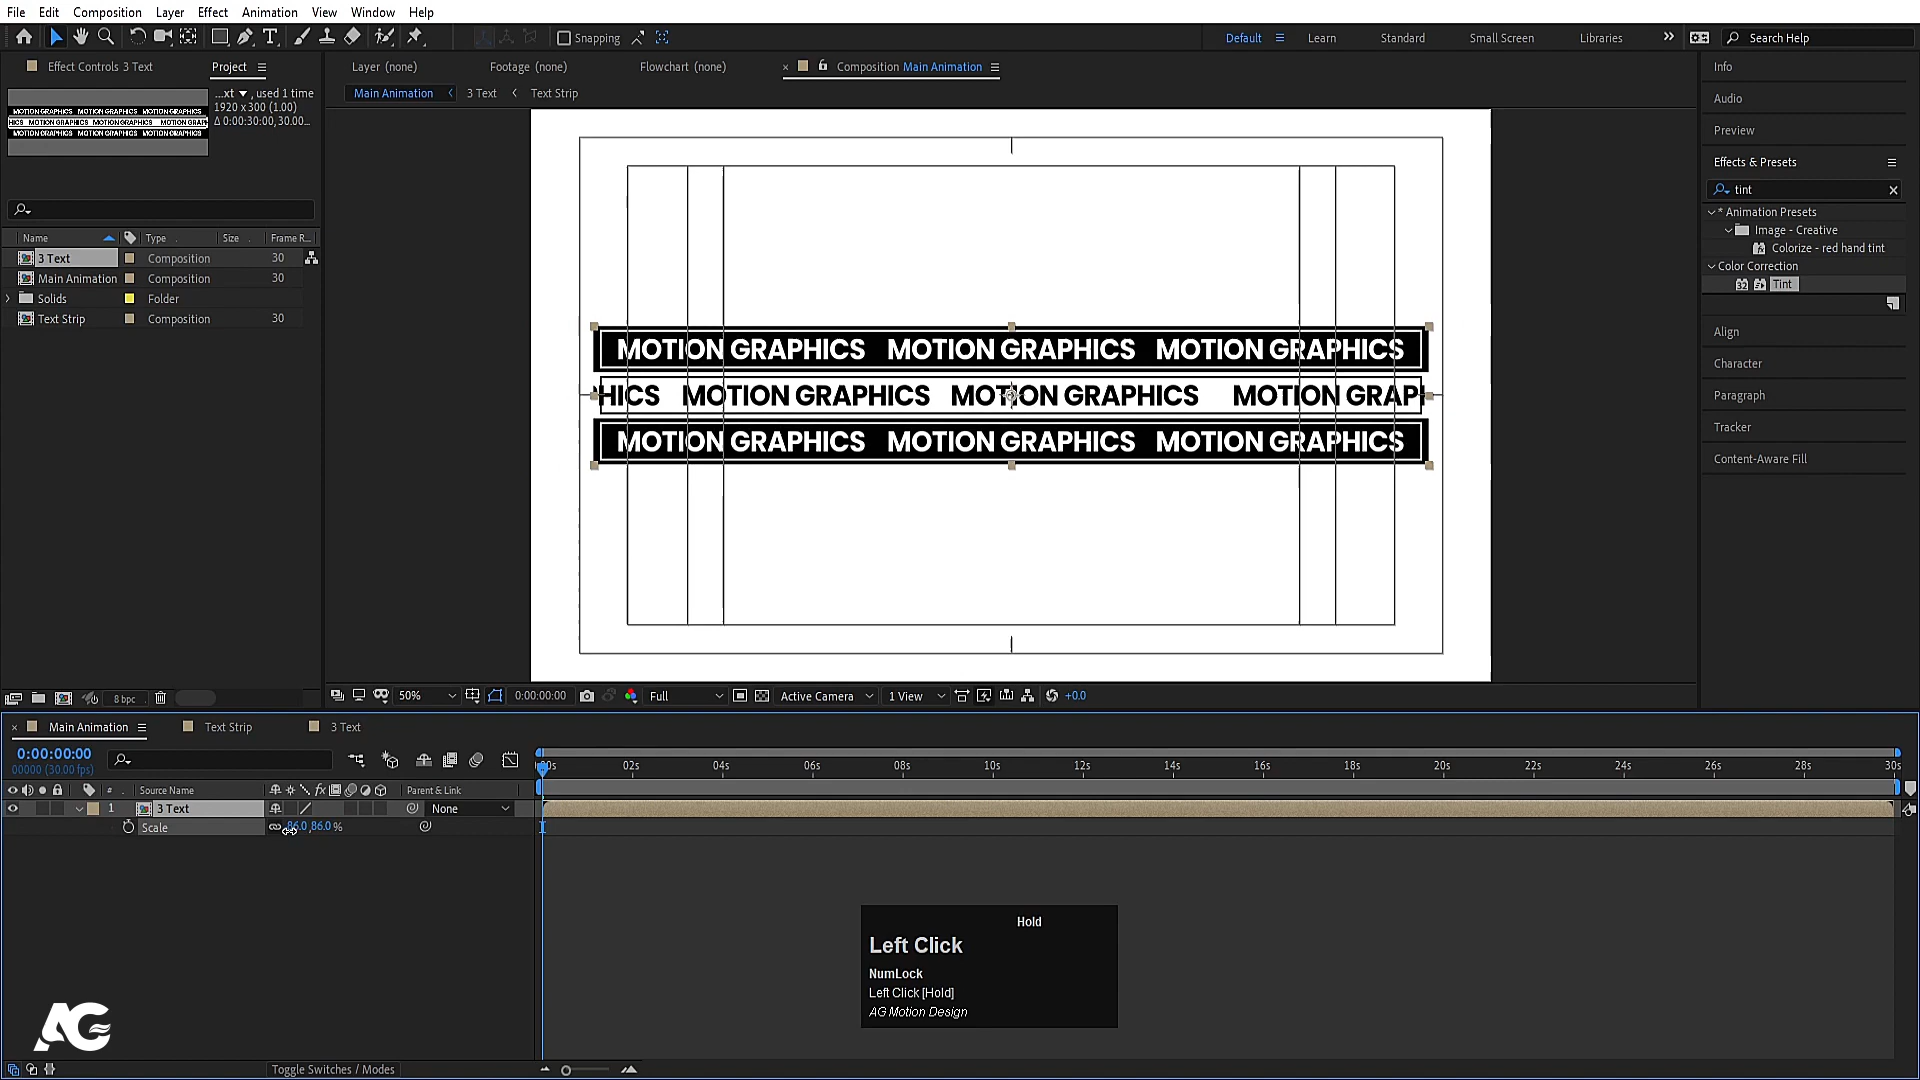 File Edit Composition Layer Effect Animation View Window Help
Snapping
Default Learn Standard Small Screen Libraries Search Help
Effect Controls 3 Text Project
...xt , used 1 time
1920 x 300 (1.00)
Δ 0:00:30:00, 30.00...
Name Type Size Frame R...
3 Text Composition 30
Main Animation Composition 30
Solids Folder
Text Strip Composition 30
8 bpc
Layer (none) Footage (none) Flowchart (none) Composition Main Animation
Main Animation 3 Text Text Strip
MOTION GRAPHICS MOTION GRAPHICS MOTION GRAPHICS
PHICS MOTION GRAPHICS MOTION GRAPHICS MOTION GRAP
MOTION GRAPHICS MOTION GRAPHICS MOTION GRAPHICS
50% 0:00:00:00 Full Active Camera 1 View +0.0
Info
Audio
Preview
Effects & Presets
tint
* Animation Presets
Image - Creative
Colorize - red hand tint
Color Correction
32 Tint
Align
Character
Paragraph
Tracker
Content-Aware Fill
Main Animation Text Strip 3 Text
0:00:00:00
00000 (30.00 fps)
# Source Name fx Parent & Link
1 3 Text None
Scale 86.0,86.0 %
02s 04s 06s 08s 10s 12s 14s 16s 18s 20s 22s 24s 26s 28s 30s
Hold
Left Click
NumLock
Left Click [Hold]
AG Motion Design
AG
Toggle Switches / Modes